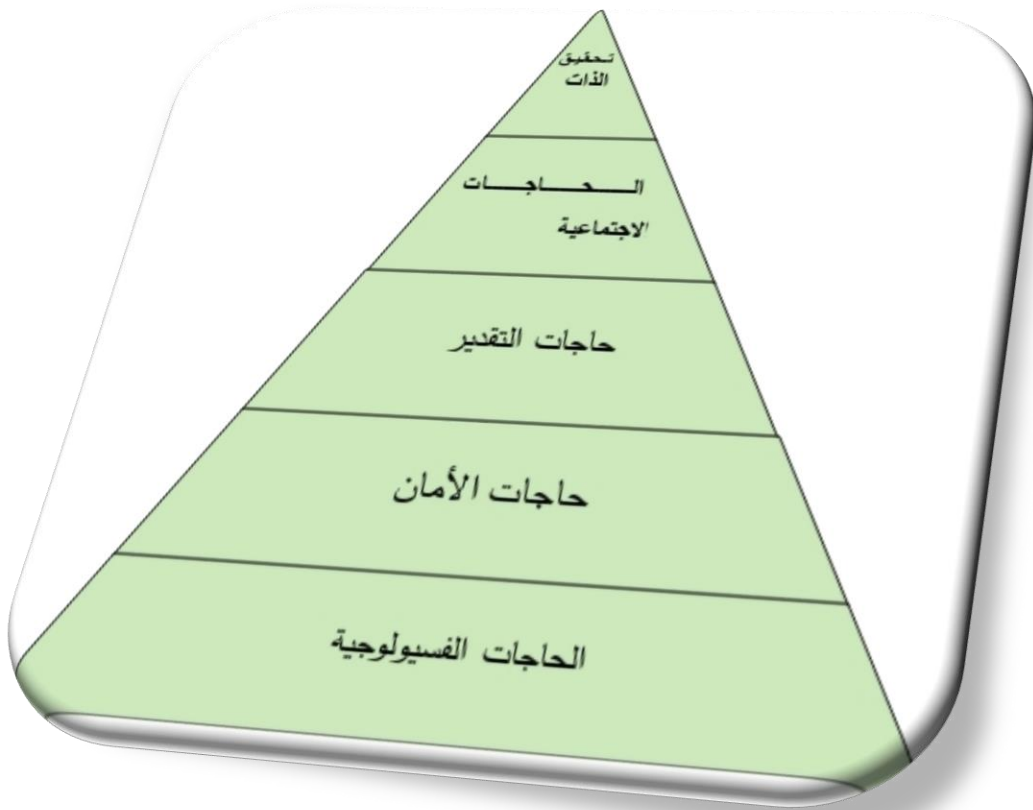 تحقيق
الذات
الحاجات
الاجتماعية
حاجات التقدير
حاجات الأمان
الحاجات الفسيولوجية